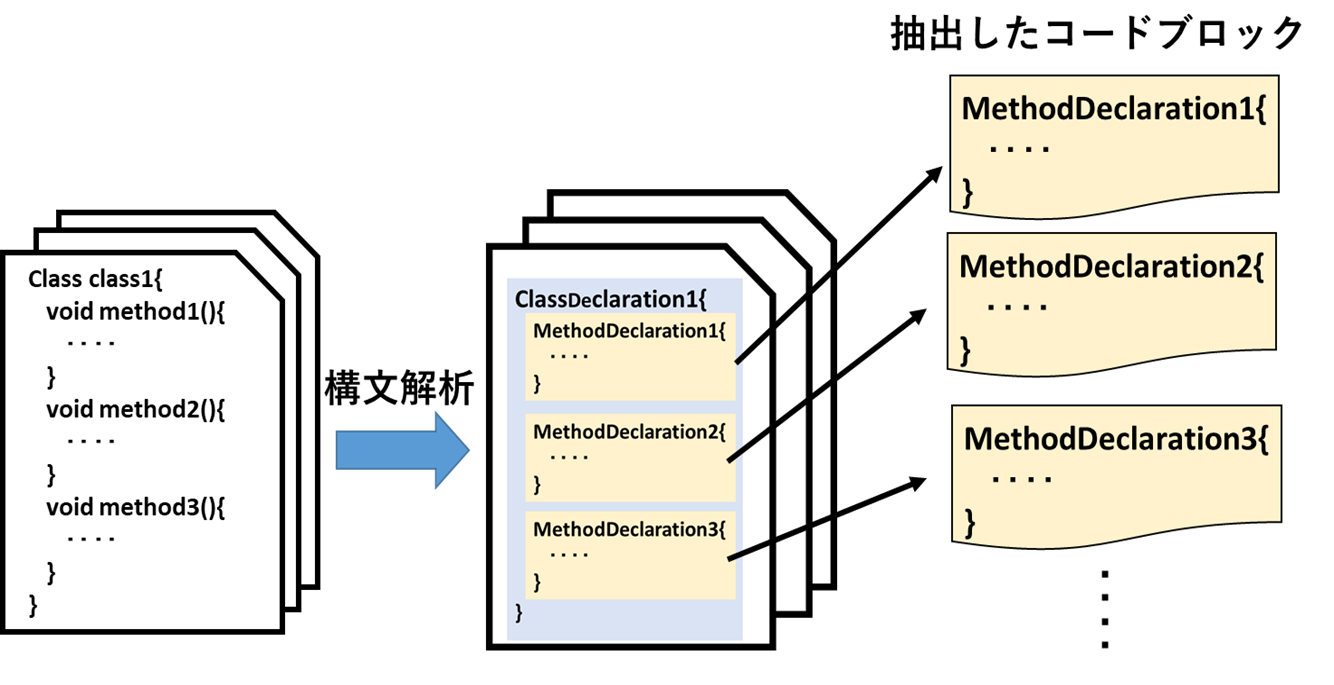 抽出したコードブロック
Class class1{
void method1(){
....
}
void method2(){
....
}
void method3(){
....
}
}
構文解析
ClassDeclaration1{
MethodDeclaration1{
....
}
MethodDeclaration2{
....
}
MethodDeclaration3{
....
}
}
MethodDeclaration1{
....
}
MethodDeclaration2{
....
}
MethodDeclaration3{
....
}